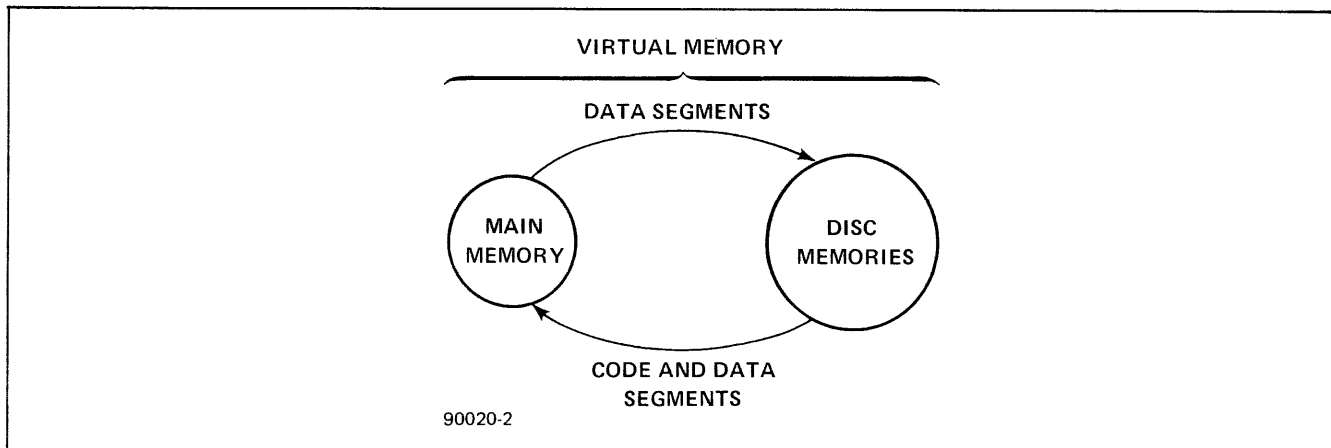 VIRTUAL MEMORY
DATA SEGMENTS
MAIN
MEMORY
DISC
MEMORIES
CODE AND DATA
SEGMENTS
90020-2